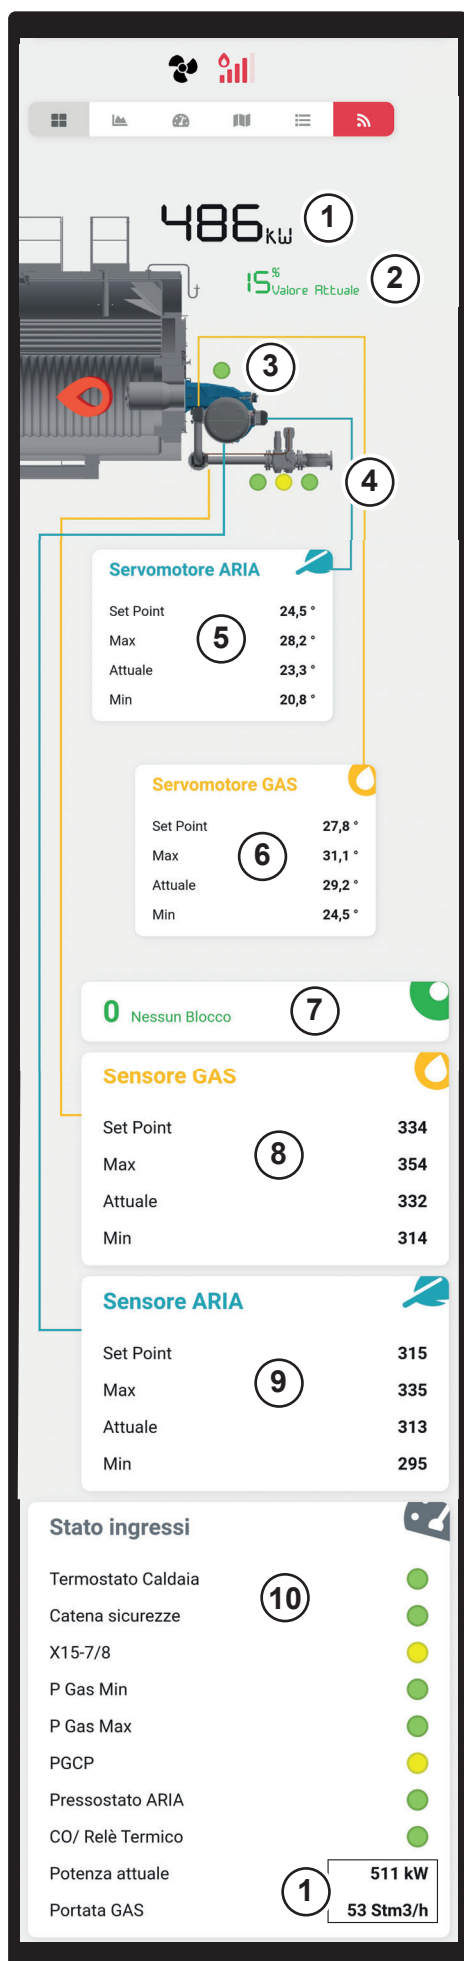 486 kW 1
15 % Valore Attuale 2
3
4
Servomotore ARIA
Set Point 24,5 °
Max 28,2 °
5
Attuale 23,3 °
Min 20,8 °
Servomotore GAS
Set Point 27,8 °
Max 31,1 °
6
Attuale 29,2 °
Min 24,5 °
0 Nessun Blocco 7
Sensore GAS
Set Point 334
8
Max 354
Attuale 332
Min 314
Sensore ARIA
Set Point 315
9
Max 335
Attuale 313
Min 295
Stato ingressi
Termostato Caldaia
10
Catena sicurezze
X15-7/8
P Gas Min
P Gas Max
PGCP
Pressostato ARIA
CO/ Relè Termico
Potenza attuale 511 kW
1
Portata GAS 53 Stm3/h